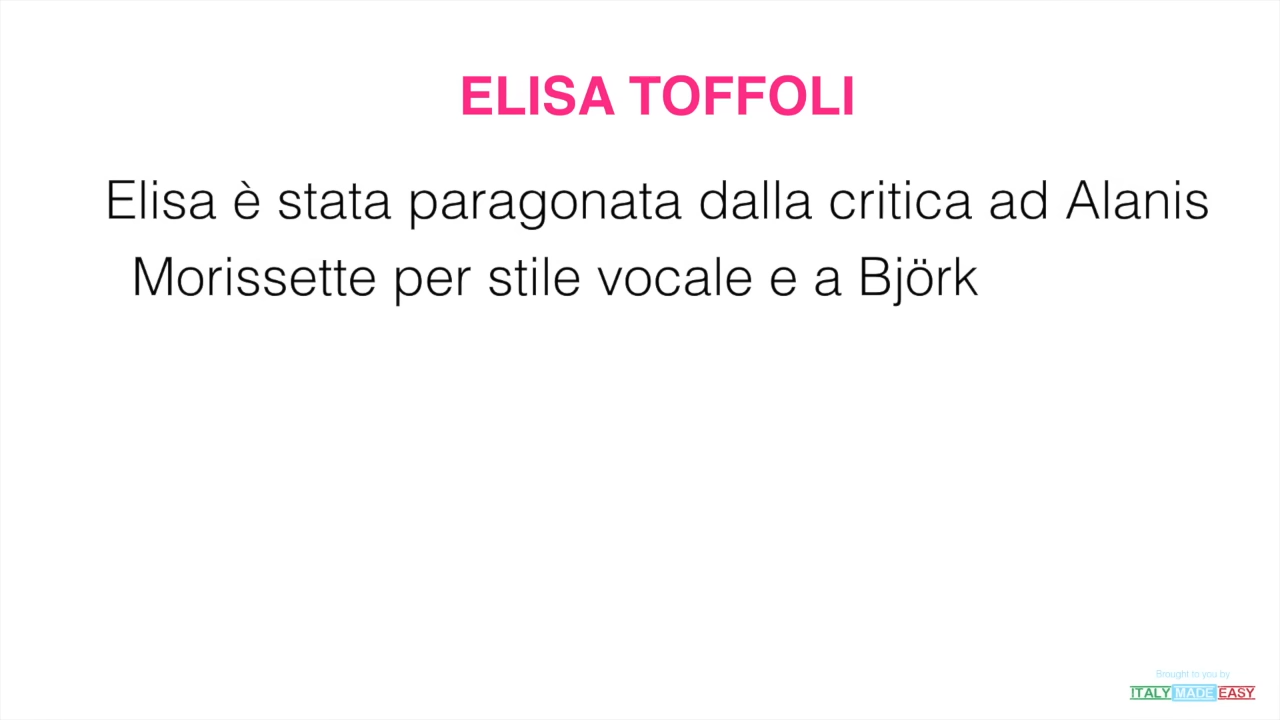 ELISA TOFFOLI
Elisa è stata paragonata dalla critica ad Alanis
Morissette per stile vocale e a Björk
Brought to you by
ITALY MADE EASY